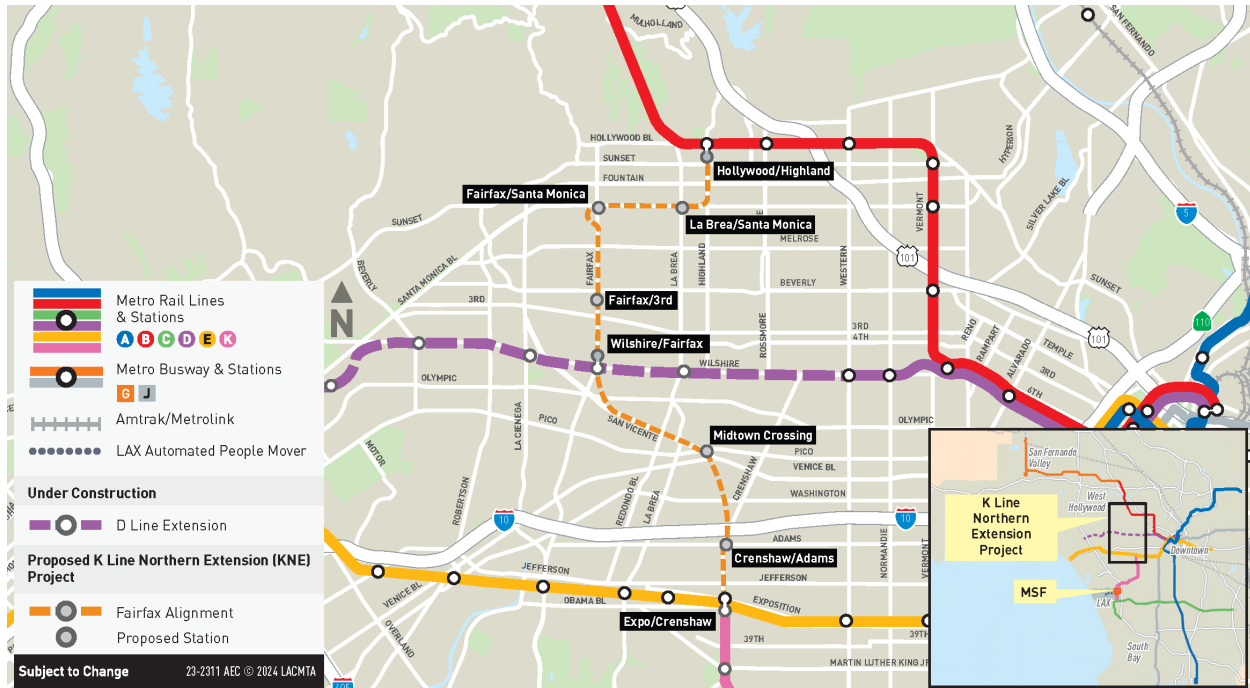 MULHOLLAND
SAN FERNANDO
HOLLYWOOD BL
SUNSET
FOUNTAIN
Hollywood/Highland
Fairfax/Santa Monica
La Brea/Santa Monica
SUNSET
MELROSE
VERMONT
HYPERION
SILVER LAKE BL
5
101
BEVERLY
SANTA MONICA BL
FAIRFAX
LA BREA
HIGHLAND
BEVERLY
WESTERN
SUNSET
3RD
Fairfax/3rd
N
Wilshire/Fairfax
ROSSMORE
3RD
4TH
RENO
RAMPART
ALVARADO
TEMPLE
3RD
6TH
101
110
WILSHIRE
OLYMPIC
PICO
SAN VICENTE
LA CIENEGA
OLYMPIC
Midtown Crossing
PICO
VENICE BL
WASHINGTON
CRENSHAW
MOTOR
ROBERTSON
REDONDO BL
LA BREA
10
10
ADAMS
Crenshaw/Adams
JEFFERSON
NORMANDIE
VERMONT
JEFFERSON
VENICE BL
OBAMA BL
EXPOSITION
Expo/Crenshaw
OVERLAND
39TH
39TH
MARTIN LUTHER KING JR
405
Metro Rail Lines
& Stations
A B C D E K
Metro Busway & Stations
G J
Amtrak/Metrolink
LAX Automated People Mover
Under Construction
D Line Extension
Proposed K Line Northern Extension (KNE)
Project
Fairfax Alignment
Proposed Station
Subject to Change
23-2311 AEC © 2024 LACMTA
San Fernando
Valley
West
Hollywood
K Line
Northern
Extension
Project
Downtown
MSF
LAX
South
Bay